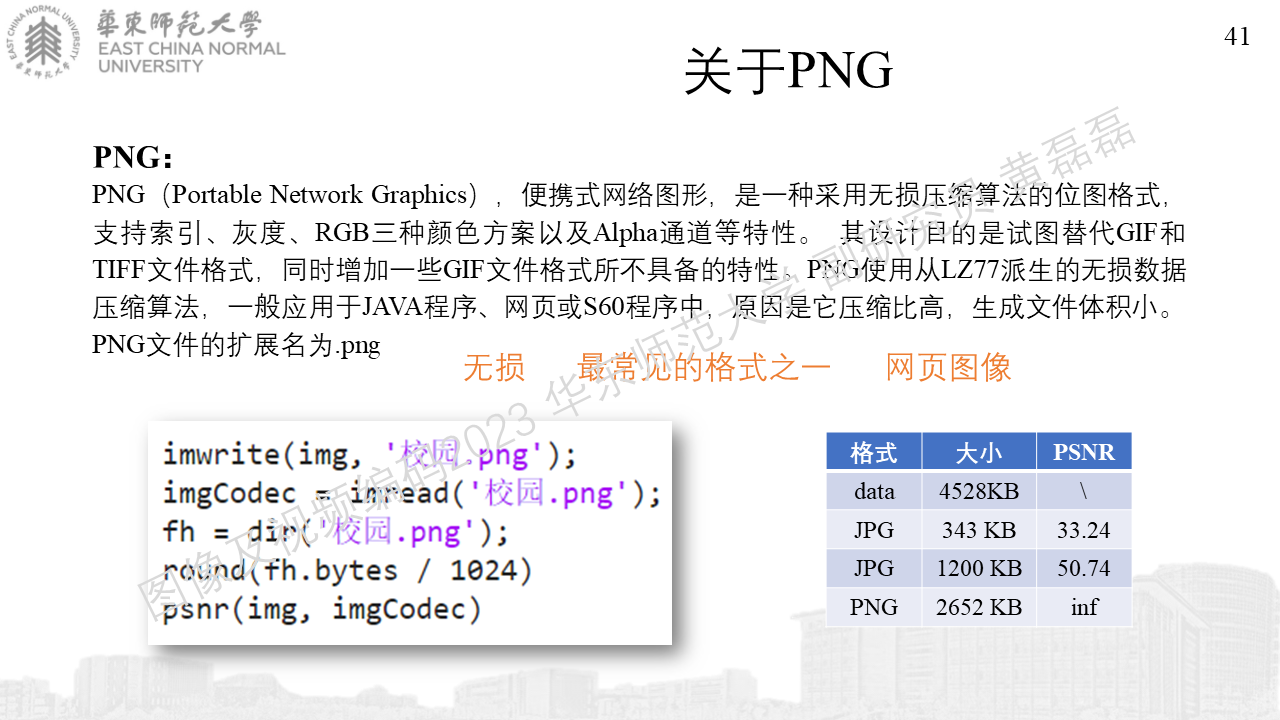 華東師範大學
EAST CHINA NORMAL
UNIVERSITY
EAST CHINA NORMAL UNIVERSITY
華東師範大學
41
关于PNG
PNG：
PNG（Portable Network Graphics），便携式网络图形，是一种采用无损压缩算法的位图格式，
支持索引、灰度、RGB三种颜色方案以及Alpha通道等特性。 其设计目的是试图替代GIF和
TIFF文件格式，同时增加一些GIF文件格式所不具备的特性。PNG使用从LZ77派生的无损数据
压缩算法，一般应用于JAVA程序、网页或S60程序中，原因是它压缩比高，生成文件体积小。
PNG文件的扩展名为.png
无损 最常见的格式之一 网页图像
imwrite(img, '校园.png');
imgCodec = imread('校园.png');
fh = dir('校园.png');
round(fh.bytes / 1024)
psnr(img, imgCodec)
格式 大小 PSNR
data 4528KB \
JPG 343 KB 33.24
JPG 1200 KB 50.74
PNG 2652 KB inf
图像及视频编码2023 华东师范大学 副研究员 黄磊磊